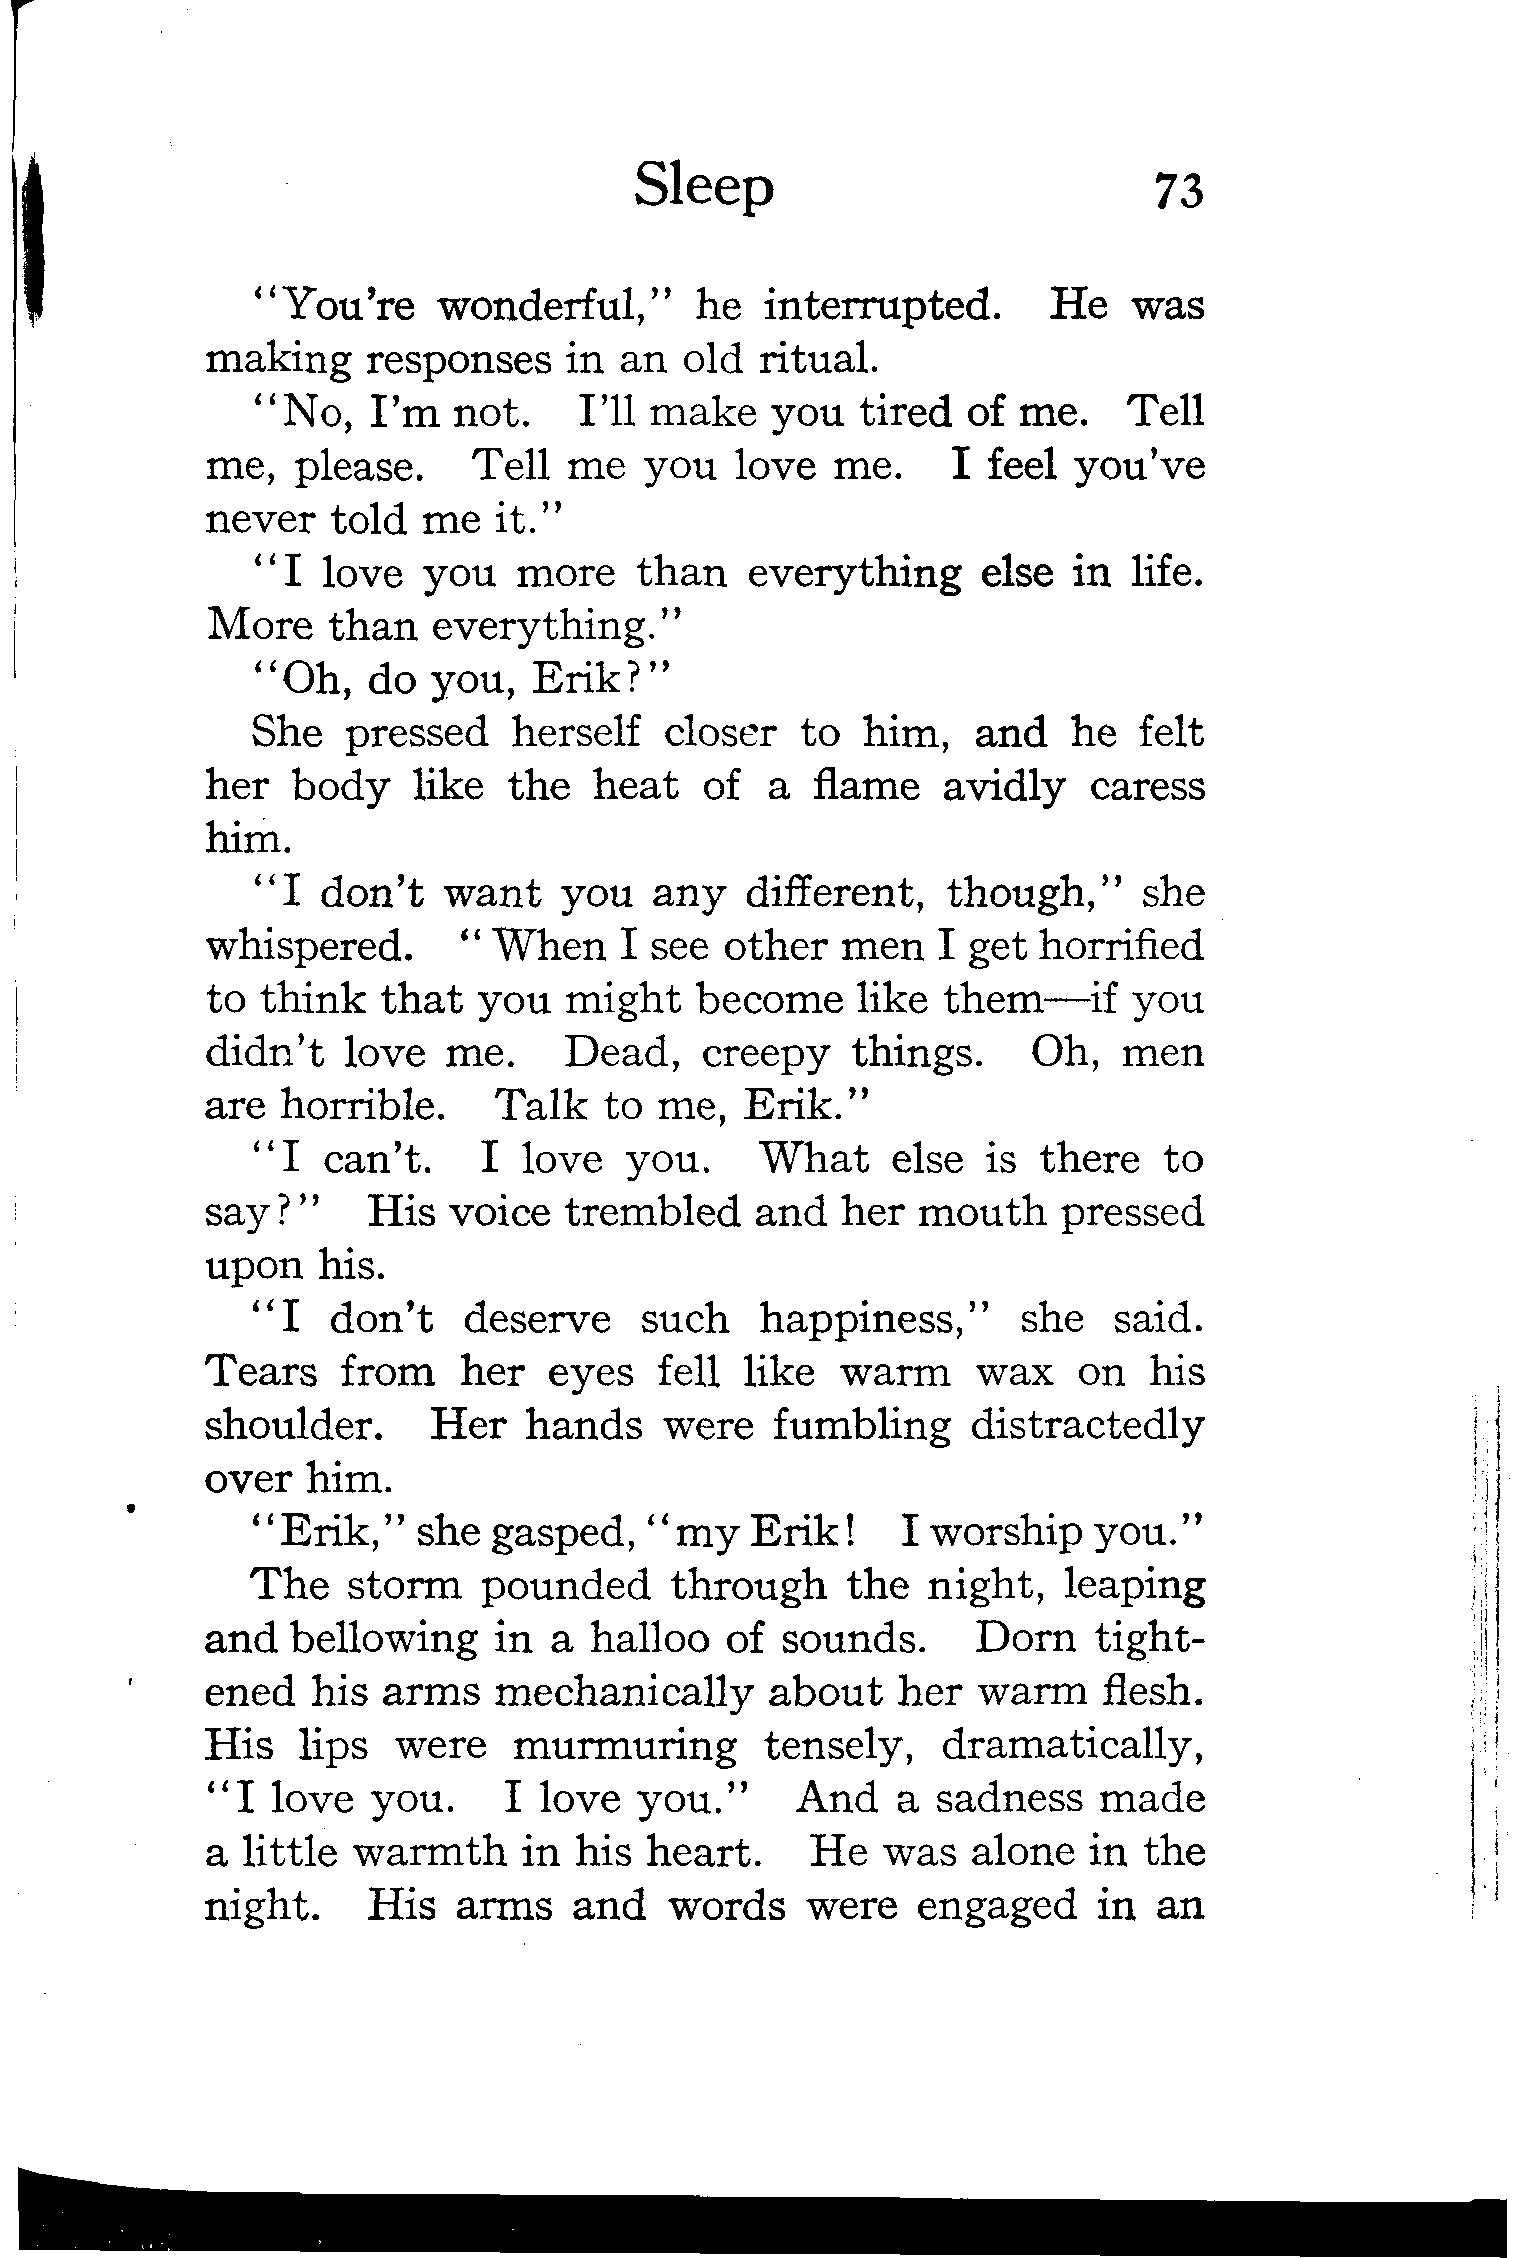 Sleep 73
"You're wonderful," he interrupted. He was
making responses in an old ritual.
"No, I'm not. I'll make you tired of me. Tell
me, please. Tell me you love me. I feel you've
never told me it."
"I love you more than everything else in life.
More than everything."
"Oh, do you, Erik?"
She pressed herself closer to him, and he felt
her body like the heat of a flame avidly caress
him.
"I don't want you any different, though," she
whispered. "When I see other men I get horrified
to think that you might become like them—if you
didn't love me. Dead, creepy things. Oh, men
are horrible. Talk to me, Erik."
"I can't. I love you. What else is there to
say?" His voice trembled and her mouth pressed
upon his.
"I don't deserve such happiness," she said.
Tears from her eyes fell like warm wax on his
shoulder. Her hands were fumbling distractedly
over him.
"Erik," she gasped, "my Erik! I worship you."
The storm pounded through the night, leaping
and bellowing in a halloo of sounds. Dorn tight-
ened his arms mechanically about her warm flesh.
His lips were murmuring tensely, dramatically,
"I love you. I love you." And a sadness made
a little warmth in his heart. He was alone in the
night. His arms and words were engaged in an